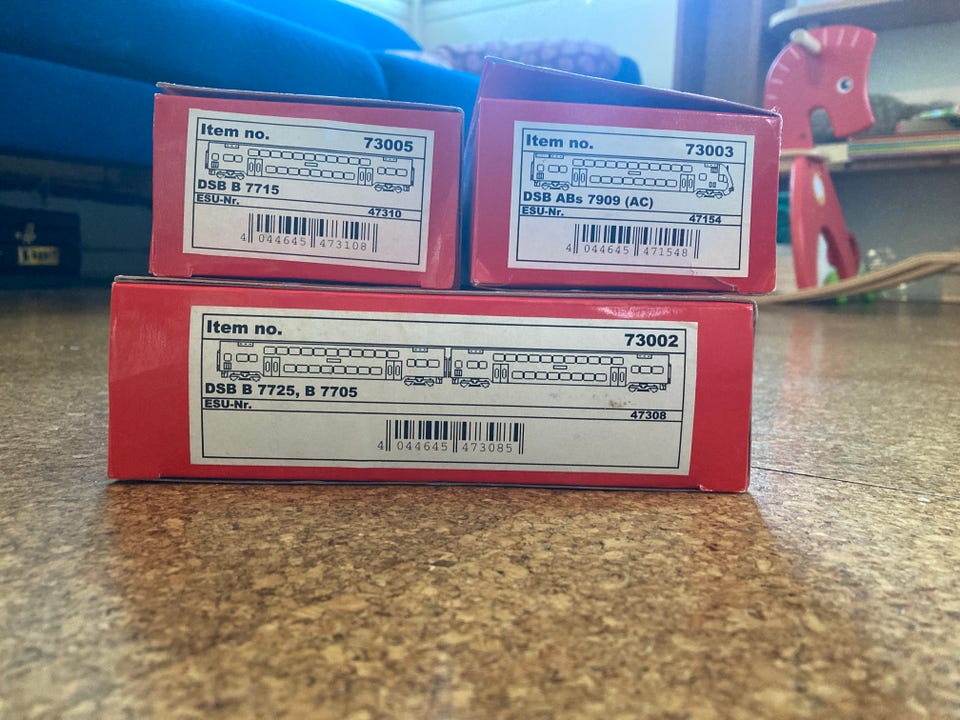 Item no. 73005
DSB B 7715
ESU-Nr. 47310
4 044645 473108
Item no. 73003
DSB ABs 7909 (AC)
ESU-Nr. 47154
4 044645 471548
Item no. 73002
DSB B 7725, B 7705
ESU-Nr. 47308
4 044645 473085